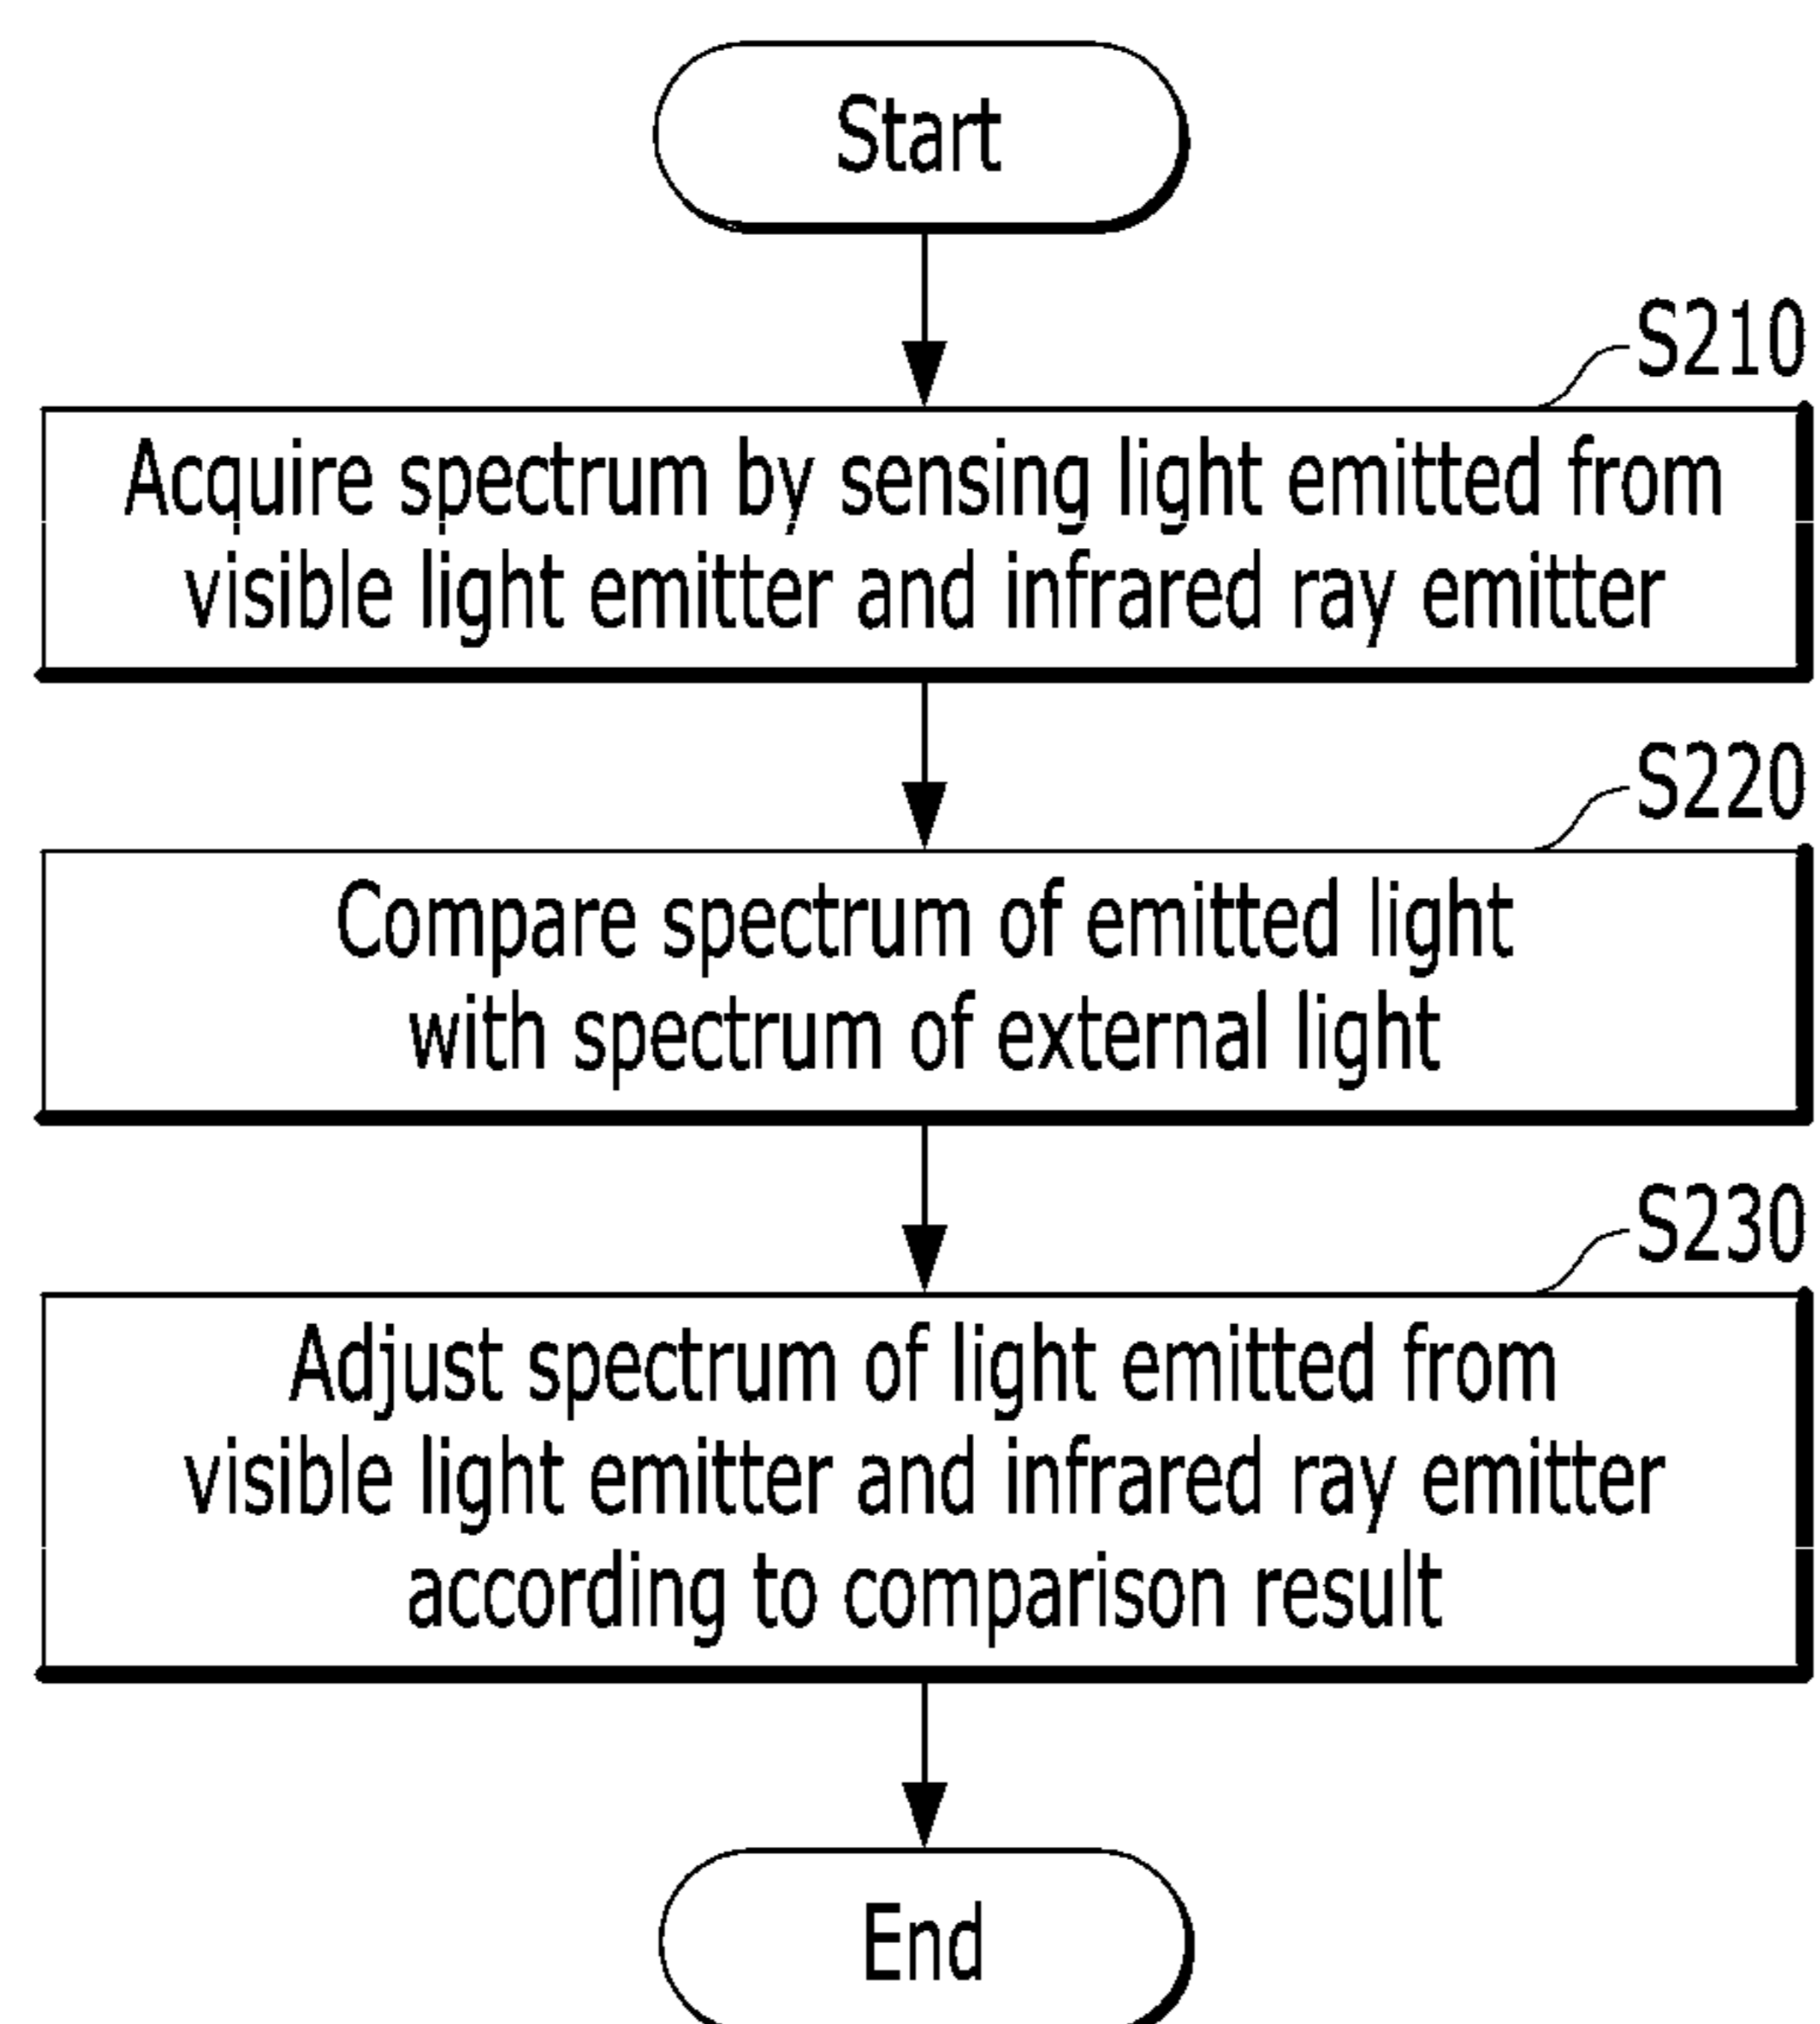 Start
S210
Acquire spectrum by sensing light emitted from
visible light emitter and infrared ray emitter
S220
Compare spectrum of emitted light
with spectrum of external light
S230
Adjust spectrum of light emitted from
visible light emitter and infrared ray emitter
according to comparison result
End